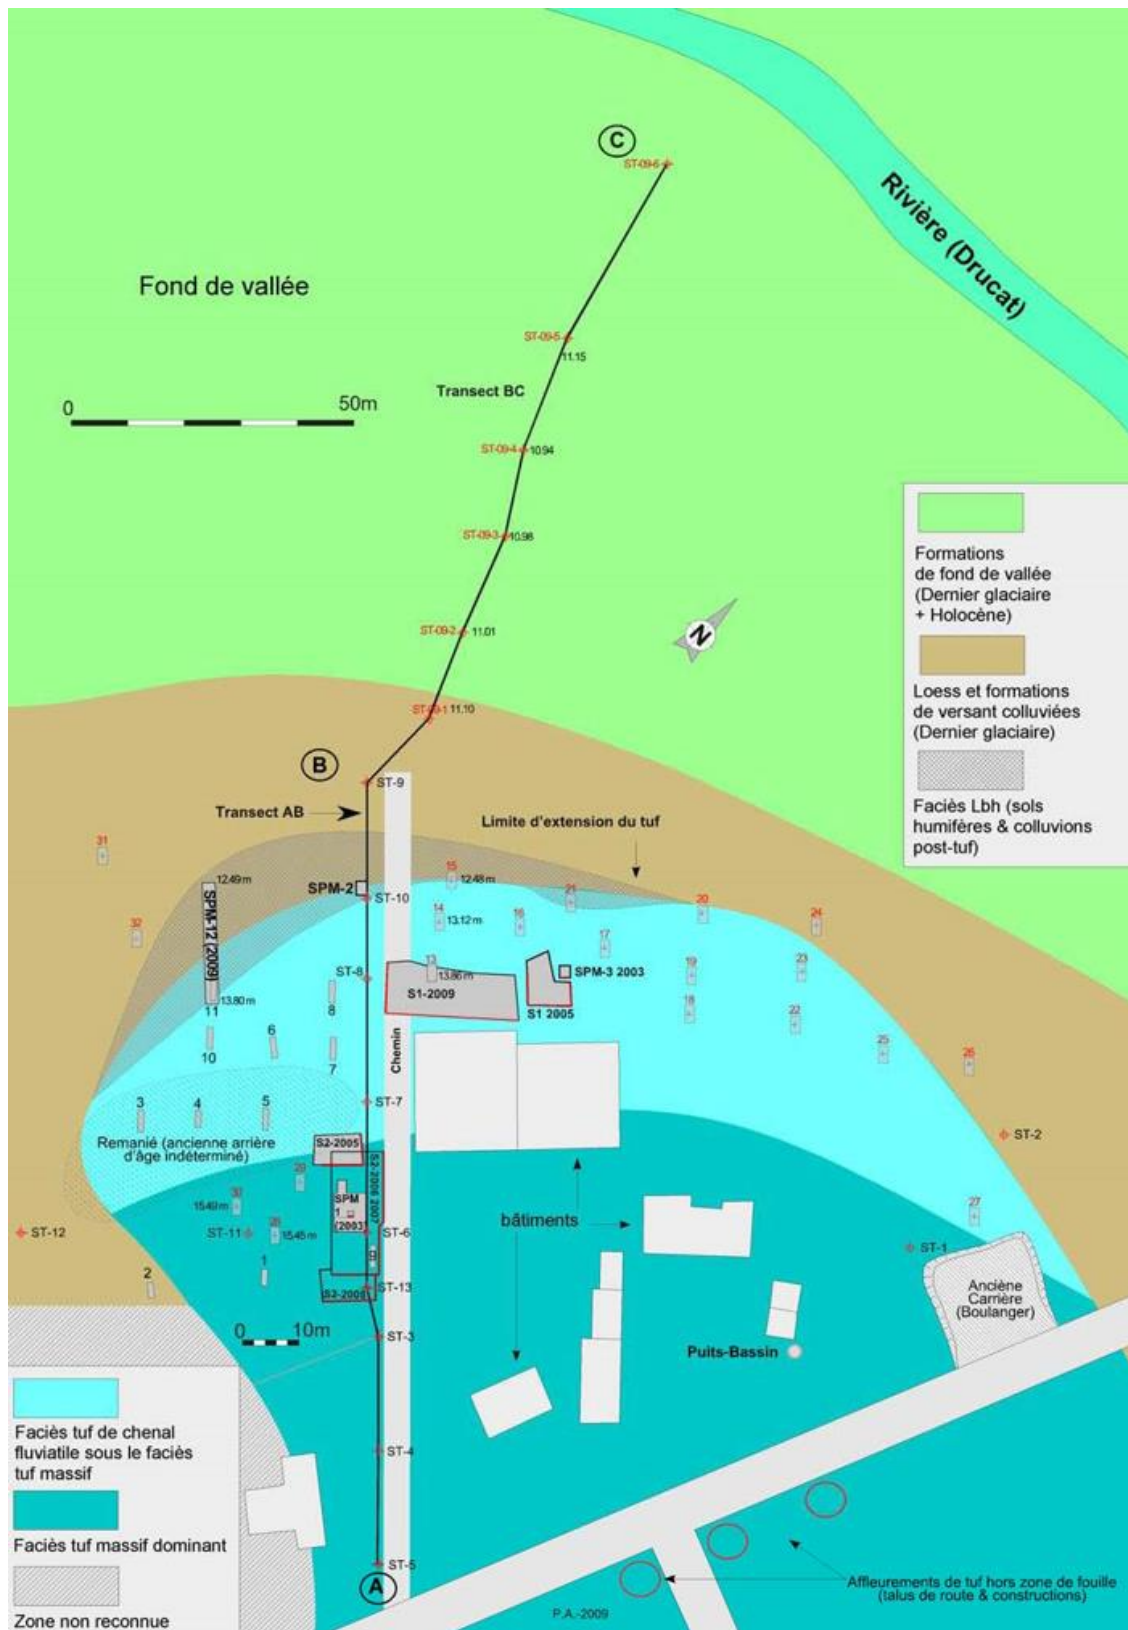 C
ST-09-6
Rivière (Drucat)
Fond de vallée
ST-09-5
11.15
Transect BC
0
50m
ST-09-4
10.94
ST-09-3
10.98
Formations
de fond de vallée
(Dernier glaciaire
+ Holocène)
N
ST-09-2
11.01
Loess et formations
de versant colluviées
(Dernier glaciaire)
ST-09-1
11.10
B
ST-9
Transect AB
Limite d'extension du tuf
Faciès Lbh (sols
humifères & colluvions
post-tuf)
31
15
12.49m
12.48m
SPM-2
ST-10
21
20
14
13.12m
16
24
32
SPM-12 (2009)
17
13
13.86m
ST-8
SPM-3 2003
19
23
S1-2009
S1 2005
13.80m
11
8
18
22
10
6
7
Chemin
25
26
3
4
5
ST-7
Remanié (ancienne arrière
d'âge indéterminé)
S2-2005
ST-2
29
S2-2006 2007
30
15.49m
SPM
1
(2003)
27
bâtiments
ST-12
ST-11
28
15.45m
ST-6
ST-1
1
2
ST-13
Anciène
Carrière
(Boulanger)
0
10m
ST-3
Puits-Bassin
Faciès tuf de chenal
fluviatile sous le faciès
tuf massif
ST-4
Faciès tuf massif dominant
ST-5
A
Affleurements de tuf hors zone de fouille
(talus de route & constructions)
P.A.-2009
Zone non reconnue